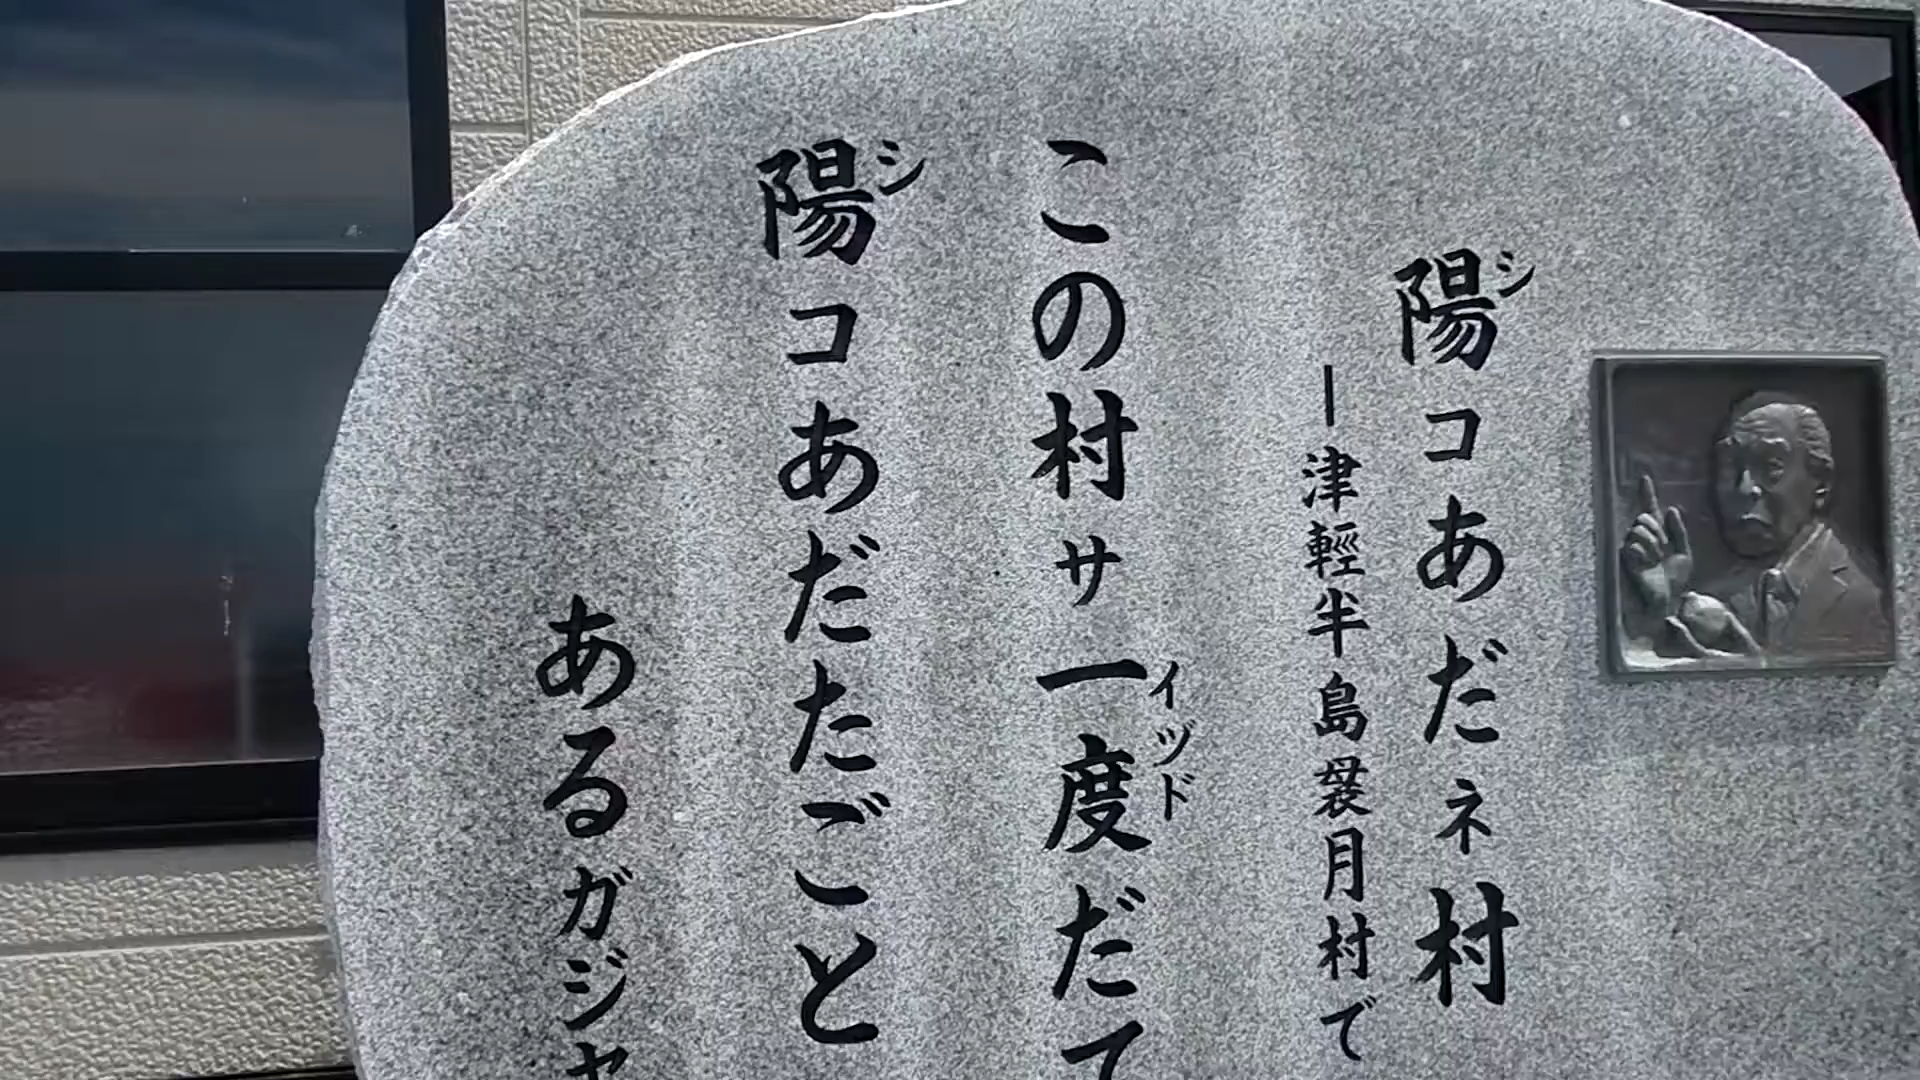 陽コあだネ村
シ
ー津輕半島袰月村で
この村サ一度だて
イヅド
陽コあだたごと
シ
あるガジャ